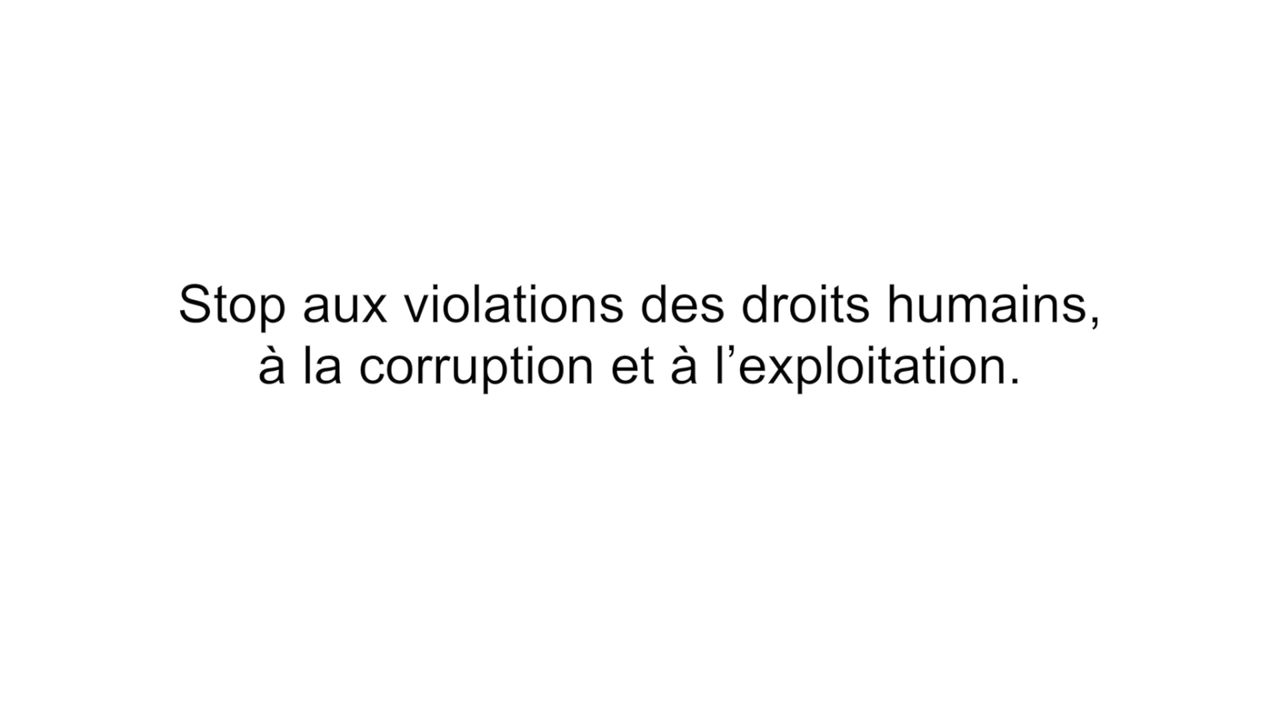 Stop aux violations des droits humains,
à la corruption et à l’exploitation.